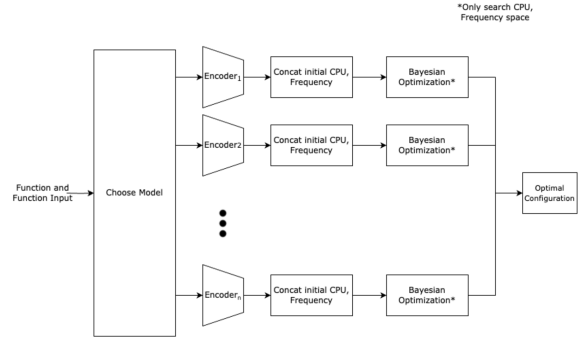 *Only search CPU,
Frequency space
Function and
Function Input
Choose Model
Encoder₁
Concat initial CPU,
Frequency
Bayesian
Optimization*
Encoder2
Concat initial CPU,
Frequency
Bayesian
Optimization*
Encoderₙ
Concat initial CPU,
Frequency
Bayesian
Optimization*
Optimal
Configuration